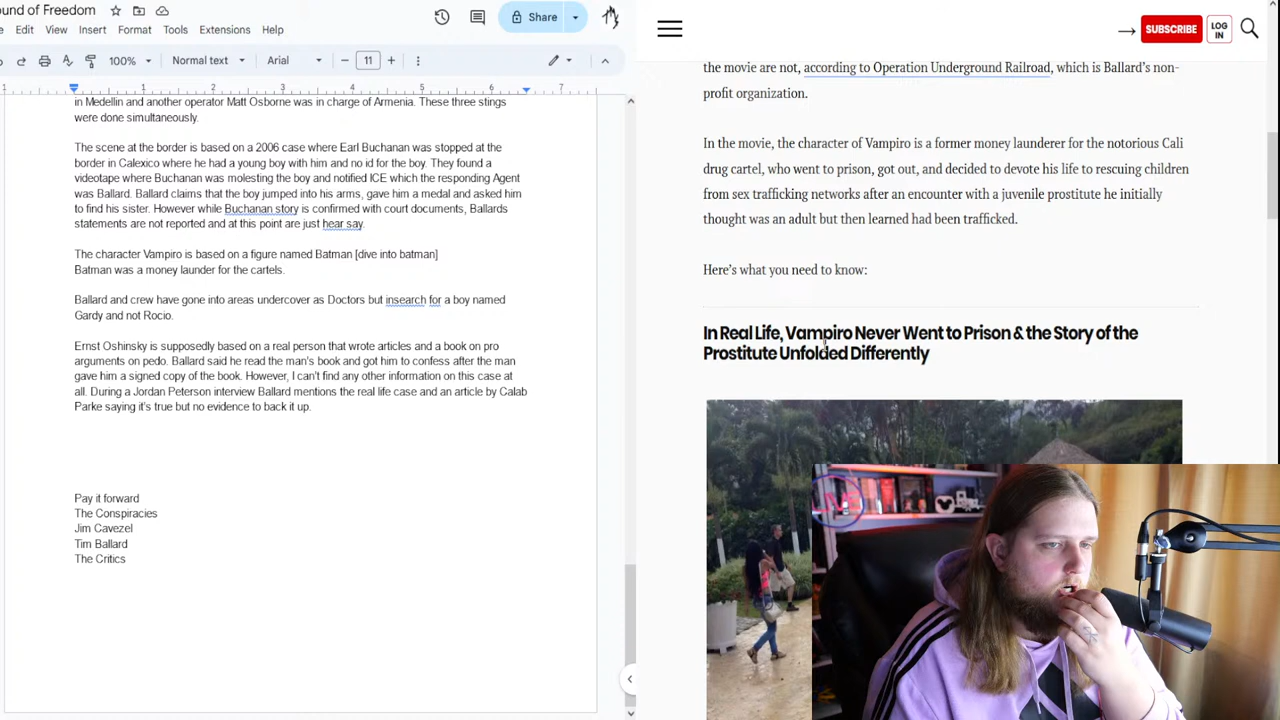 ound of Freedom
Edit View Insert Format Tools Extensions Help
Share
100% Normal text Arial 11
1 2 3 4 5 6 7
in Medellin and another operator Matt Osborne was in charge of Armenia. These three stings
were done simultaneously.
The scene at the border is based on a 2006 case where Earl Buchanan was stopped at the
border in Calexico where he had a young boy with him and no id for the boy. They found a
videotape where Buchanan was molesting the boy and notified ICE which the responding Agent
was Ballard. Ballard claims that the boy jumped into his arms, gave him a medal and asked him
to find his sister. However while Buchanan story is confirmed with court documents, Ballards
statements are not reported and at this point are just hear say.
The character Vampiro is based on a figure named Batman [dive into batman]
Batman was a money launder for the cartels.
Ballard and crew have gone into areas undercover as Doctors but insearch for a boy named
Gardy and not Rocio.
Ernst Oshinsky is supposedly based on a real person that wrote articles and a book on pro
arguments on pedo. Ballard said he read the man's book and got him to confess after the man
gave him a signed copy of the book. However, I can't find any other information on this case at
all. During a Jordan Peterson interview Ballard mentions the real life case and an article by Calab
Parke saying it's true but no evidence to back it up.
Pay it forward
The Conspiracies
Jim Cavezel
Tim Ballard
The Critics
SUBSCRIBE
LOG
IN
the movie are not, according to Operation Underground Railroad, which is Ballard's non-
profit organization.
In the movie, the character of Vampiro is a former money launderer for the notorious Cali
drug cartel, who went to prison, got out, and decided to devote his life to rescuing children
from sex trafficking networks after an encounter with a juvenile prostitute he initially
thought was an adult but then learned had been trafficked.
Here's what you need to know:
In Real Life, Vampiro Never Went to Prison & the Story of the
Prostitute Unfolded Differently